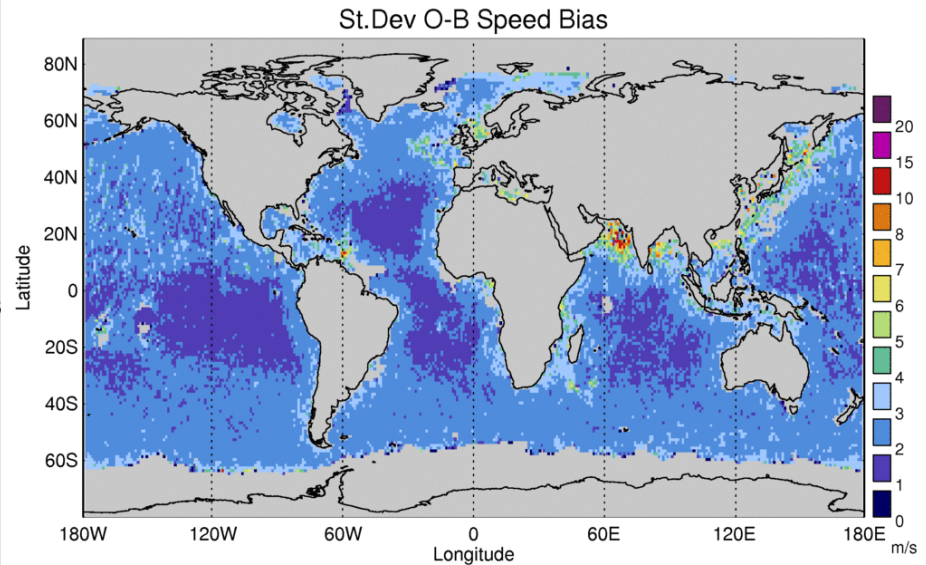 St.Dev O-B Speed Bias
80N
60N
40N
20N
0
20S
40S
60S
Latitude
180W 120W 60W 0 60E 120E 180E
Longitude
20
15
10
8
7
6
5
4
3
2
1
0
m/s